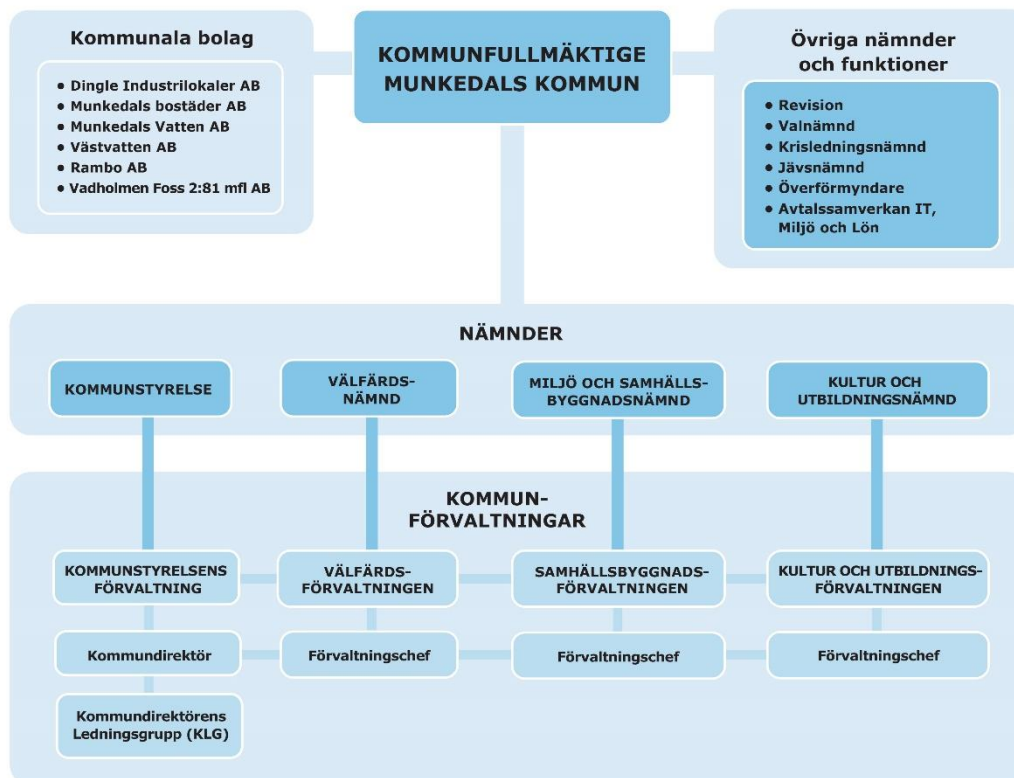 Kommunala bolag
• Dingle Industrilokaler AB
• Munkedals bostäder AB
• Munkedals Vatten AB
• Västvatten AB
• Rambo AB
• Vadholmen Foss 2:81 mfl AB
KOMMUNFULLMÄKTIGE
MUNKEDALS KOMMUN
Övriga nämnder
och funktioner
• Revision
• Valnämnd
• Krisledningsnämnd
• Jävsnämnd
• Överförmyndare
• Avtalssamverkan IT,
Miljö och Lön
NÄMNDER
KOMMUNSTYRELSE
VÄLFÄRDS-
NÄMND
MILJÖ OCH SAMHÄLLS-
BYGGNADSNÄMND
KULTUR OCH
UTBILDNINGSNÄMND
KOMMUN-
FÖRVALTNINGAR
KOMMUNSTYRELSENS
FÖRVALTNING
VÄLFÄRDS-
FÖRVALTNINGEN
SAMHÄLLSBYGGNADS-
FÖRVALTNINGEN
KULTUR OCH UTBILDNINGS-
FÖRVALTNINGEN
Kommundirektör
Förvaltningschef
Förvaltningschef
Förvaltningschef
Kommundirektörens
Ledningsgrupp (KLG)